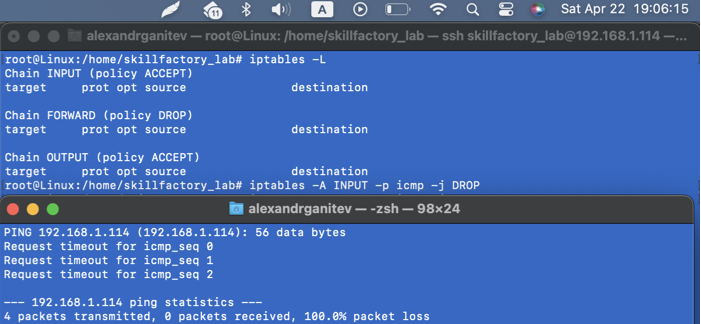 11 A Sat Apr 22 19:06:15
alexandrganitev — root@Linux: /home/skillfactory_lab — ssh skillfactory_lab@192.168.1.114 —...
root@Linux:/home/skillfactory_lab# iptables -L
Chain INPUT (policy ACCEPT)
target     prot opt source               destination
Chain FORWARD (policy DROP)
target     prot opt source               destination
Chain OUTPUT (policy ACCEPT)
target     prot opt source               destination
root@Linux:/home/skillfactory_lab# iptables -A INPUT -p icmp -j DROP
alexandrganitev — -zsh — 98×24
PING 192.168.1.114 (192.168.1.114): 56 data bytes
Request timeout for icmp_seq 0
Request timeout for icmp_seq 1
Request timeout for icmp_seq 2
--- 192.168.1.114 ping statistics ---
4 packets transmitted, 0 packets received, 100.0% packet loss